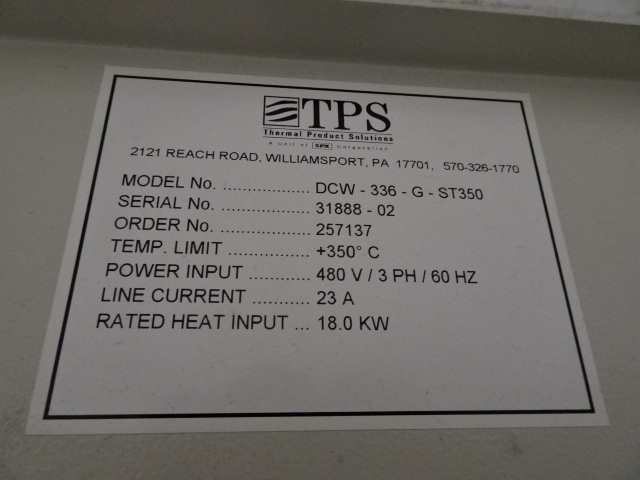 TPS
Thermal Product Solutions
A Unit of SPX Corporation
2121 REACH ROAD, WILLIAMSPORT, PA 17701, 570-326-1770
MODEL No. .................. DCW - 336 - G - ST350
SERIAL No. .................. 31888 - 02
ORDER No. .................. 257137
TEMP. LIMIT ................ +350° C
POWER INPUT ............ 480 V / 3 PH / 60 HZ
LINE CURRENT ........... 23 A
RATED HEAT INPUT ... 18.0 KW